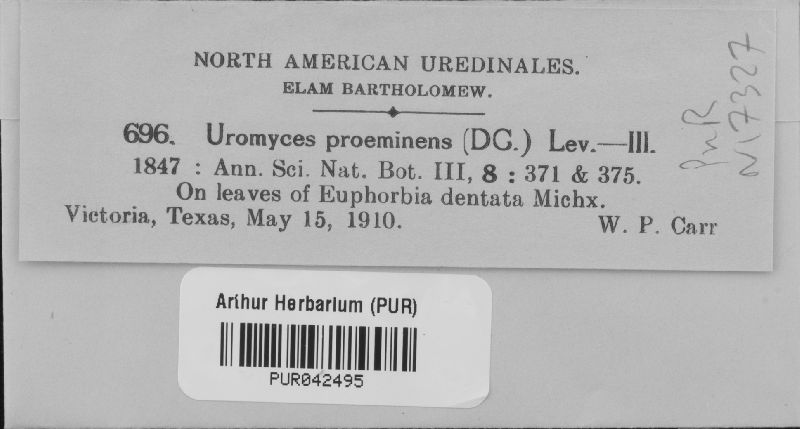 NORTH AMERICAN UREDINALES.
ELAM BARTHOLOMEW.
696. Uromyces proeminens (DC.) Lev.—III.
1847 : Ann. Sci. Nat. Bot. III, 8 : 371 & 375.
On leaves of Euphorbia dentata Michx.
Victoria, Texas, May 15, 1910. W. P. Carr
PUR
N17327
Arthur Herbarium (PUR)
PUR042495